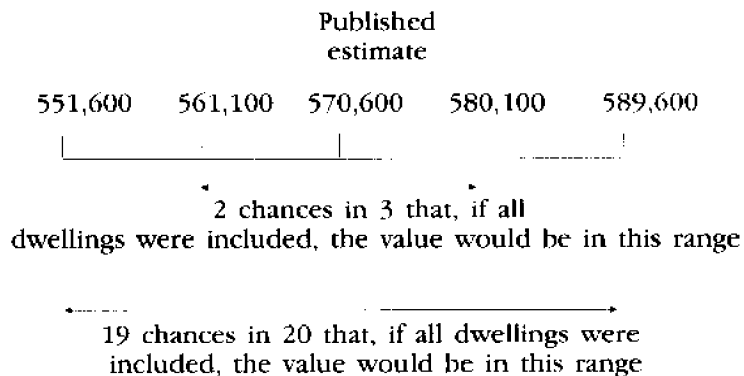 Published
estimate
551,600 561,100 570,600 580,100 589,600
2 chances in 3 that, if all
dwellings were included, the value would be in this range
19 chances in 20 that, if all dwellings were
included, the value would be in this range